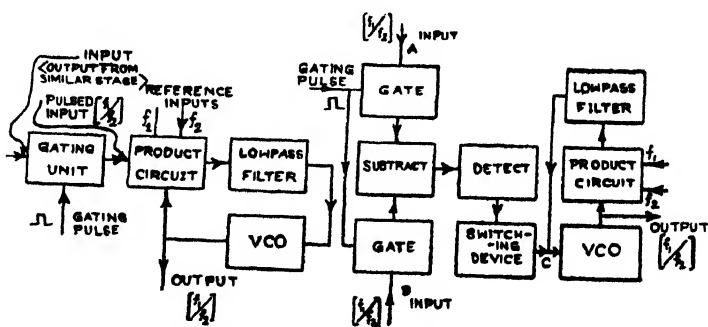 INPUT
<OUTPUT FROM
SIMILAR STAGE>
PULSED
INPUT [f1/f2]
REFERENCE
INPUTS
f1
f2
GATING
UNIT
GATING
PULSE
PRODUCT
CIRCUIT
LOWPASS
FILTER
VCO
OUTPUT
[f1/f2]
[f1/f2]
INPUT
A
GATING
PULSE
GATE
SUBTRACT
GATE
B
INPUT
[f1/f2]
DETECT
SWITCH-
-ING
DEVICE
C
LOWPASS
FILTER
PRODUCT
CIRCUIT
f1
f2
VCO
OUTPUT
[f1/f2]